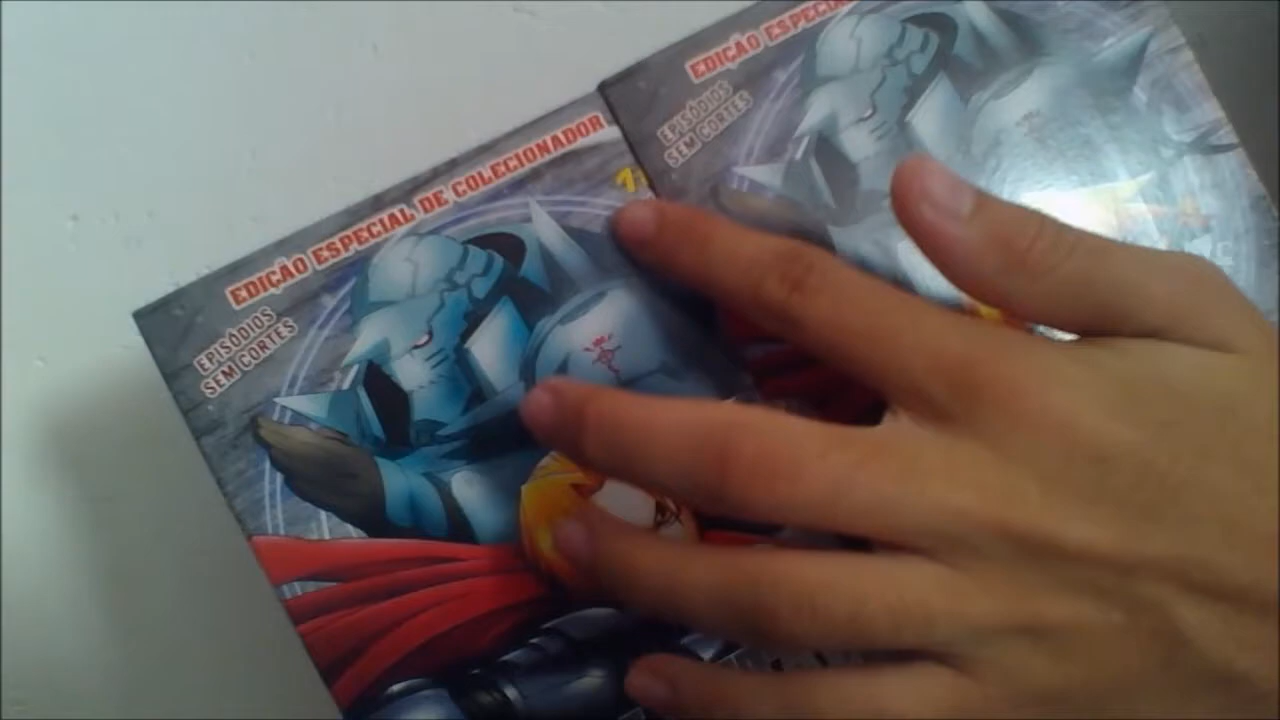 EDIÇÃO ESPECIAL DE COLECIONADOR
EPISÓDIOS
SEM CORTES
EDIÇÃO ESPECIAL
EPISÓDIOS
SEM CORTES